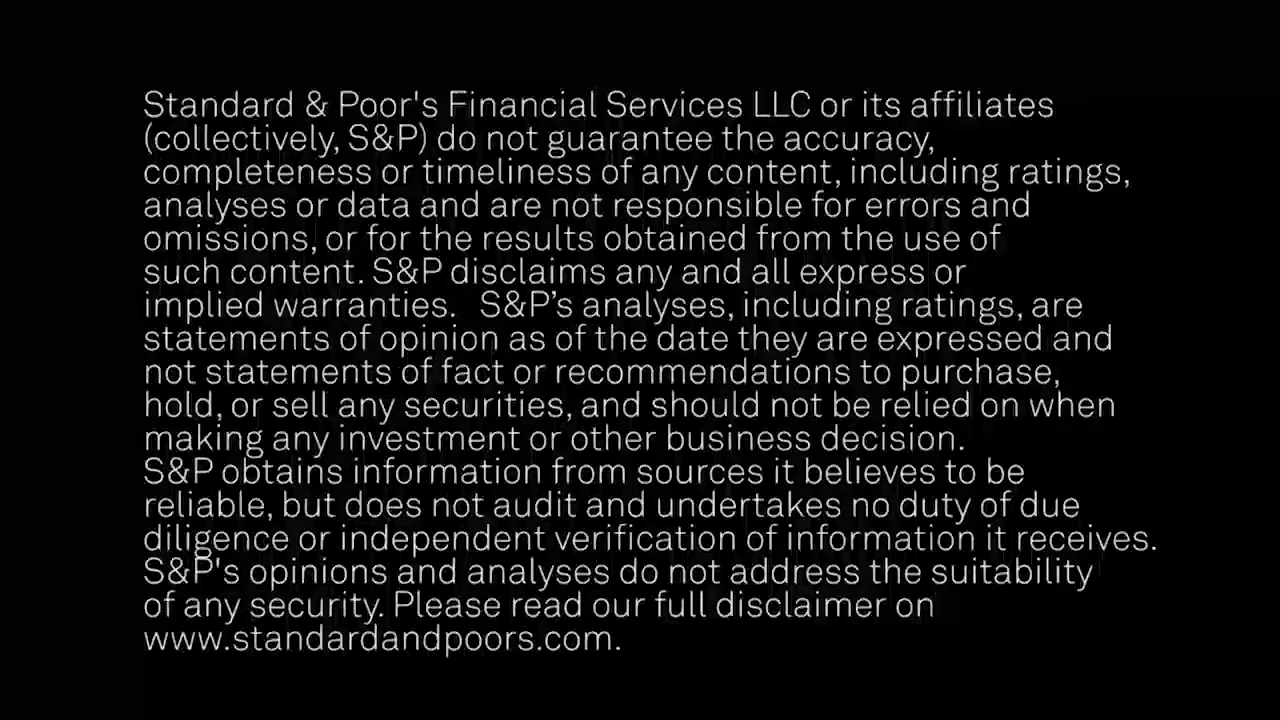 Standard & Poor's Financial Services LLC or its affiliates
(collectively, S&P) do not guarantee the accuracy,
completeness or timeliness of any content, including ratings,
analyses or data and are not responsible for errors and
omissions, or for the results obtained from the use of
such content. S&P disclaims any and all express or
implied warranties.   S&P’s analyses, including ratings, are
statements of opinion as of the date they are expressed and
not statements of fact or recommendations to purchase,
hold, or sell any securities, and should not be relied on when
making any investment or other business decision.
S&P obtains information from sources it believes to be
reliable, but does not audit and undertakes no duty of due
diligence or independent verification of information it receives.
S&P's opinions and analyses do not address the suitability
of any security. Please read our full disclaimer on
www.standardandpoors.com.